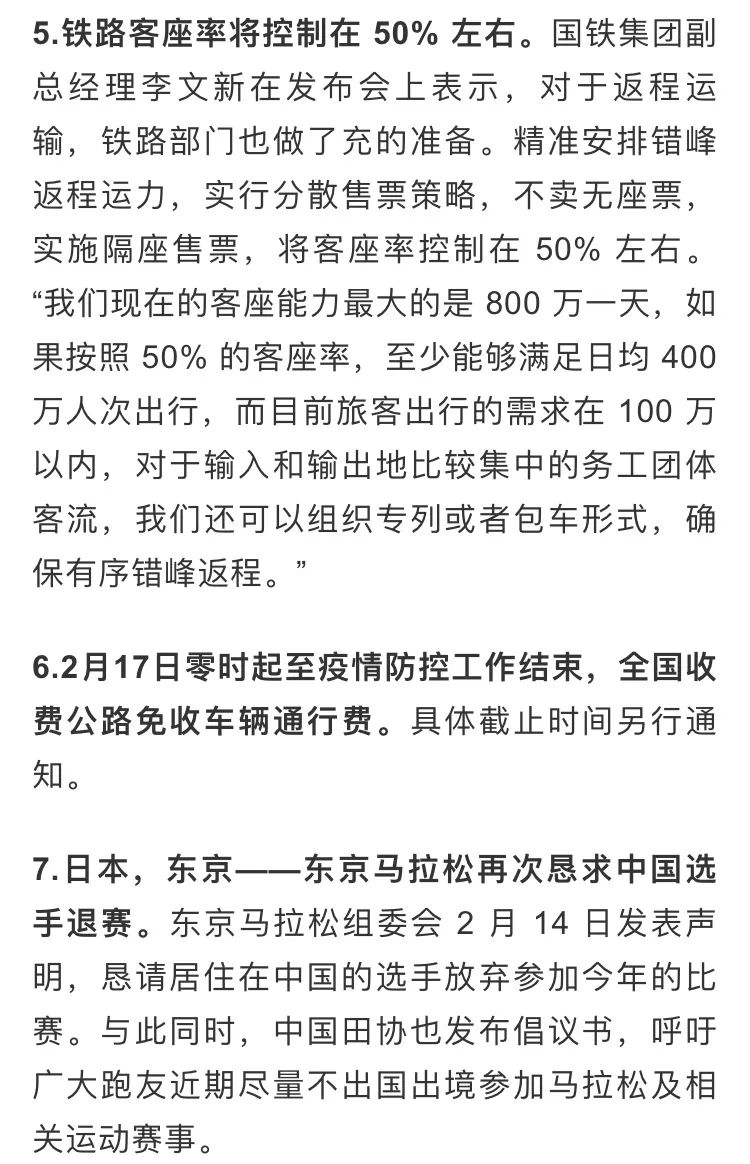 5.铁路客座率将控制在 50% 左右。国铁集团副
总经理李文新在发布会上表示，对于返程运
输，铁路部门也做了充的准备。精准安排错峰
返程运力，实行分散售票策略，不卖无座票，
实施隔座售票，将客座率控制在 50% 左右。
“我们现在的客座能力最大的是 800 万一天，如
果按照 50% 的客座率，至少能够满足日均 400
万人次出行，而目前旅客出行的需求在 100 万
以内，对于输入和输出地比较集中的务工团体
客流，我们还可以组织专列或者包车形式，确
保有序错峰返程。”
6.2月17日零时起至疫情防控工作结束，全国收
费公路免收车辆通行费。具体截止时间另行通
知。
7.日本，东京——东京马拉松再次恳求中国选
手退赛。东京马拉松组委会 2 月 14 日发表声
明，恳请居住在中国的选手放弃参加今年的比
赛。与此同时，中国田协也发布倡议书，呼吁
广大跑友近期尽量不出国出境参加马拉松及相
关运动赛事。